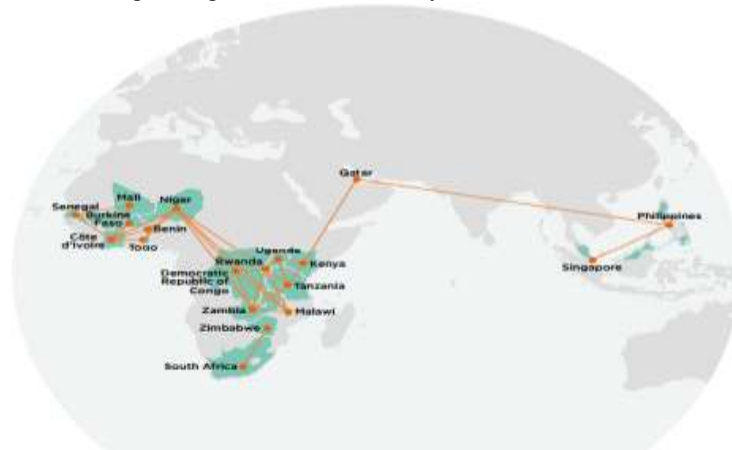 Qatar
Senegal
Mali
Niger
Burkina
Faso
Benin
Côte
d'Ivoire
Togo
Philippines
Singapore
Uganda
Rwanda
Kenya
Democratic
Republic of
Congo
Tanzania
Zambia
Malawi
Zimbabwe
South Africa